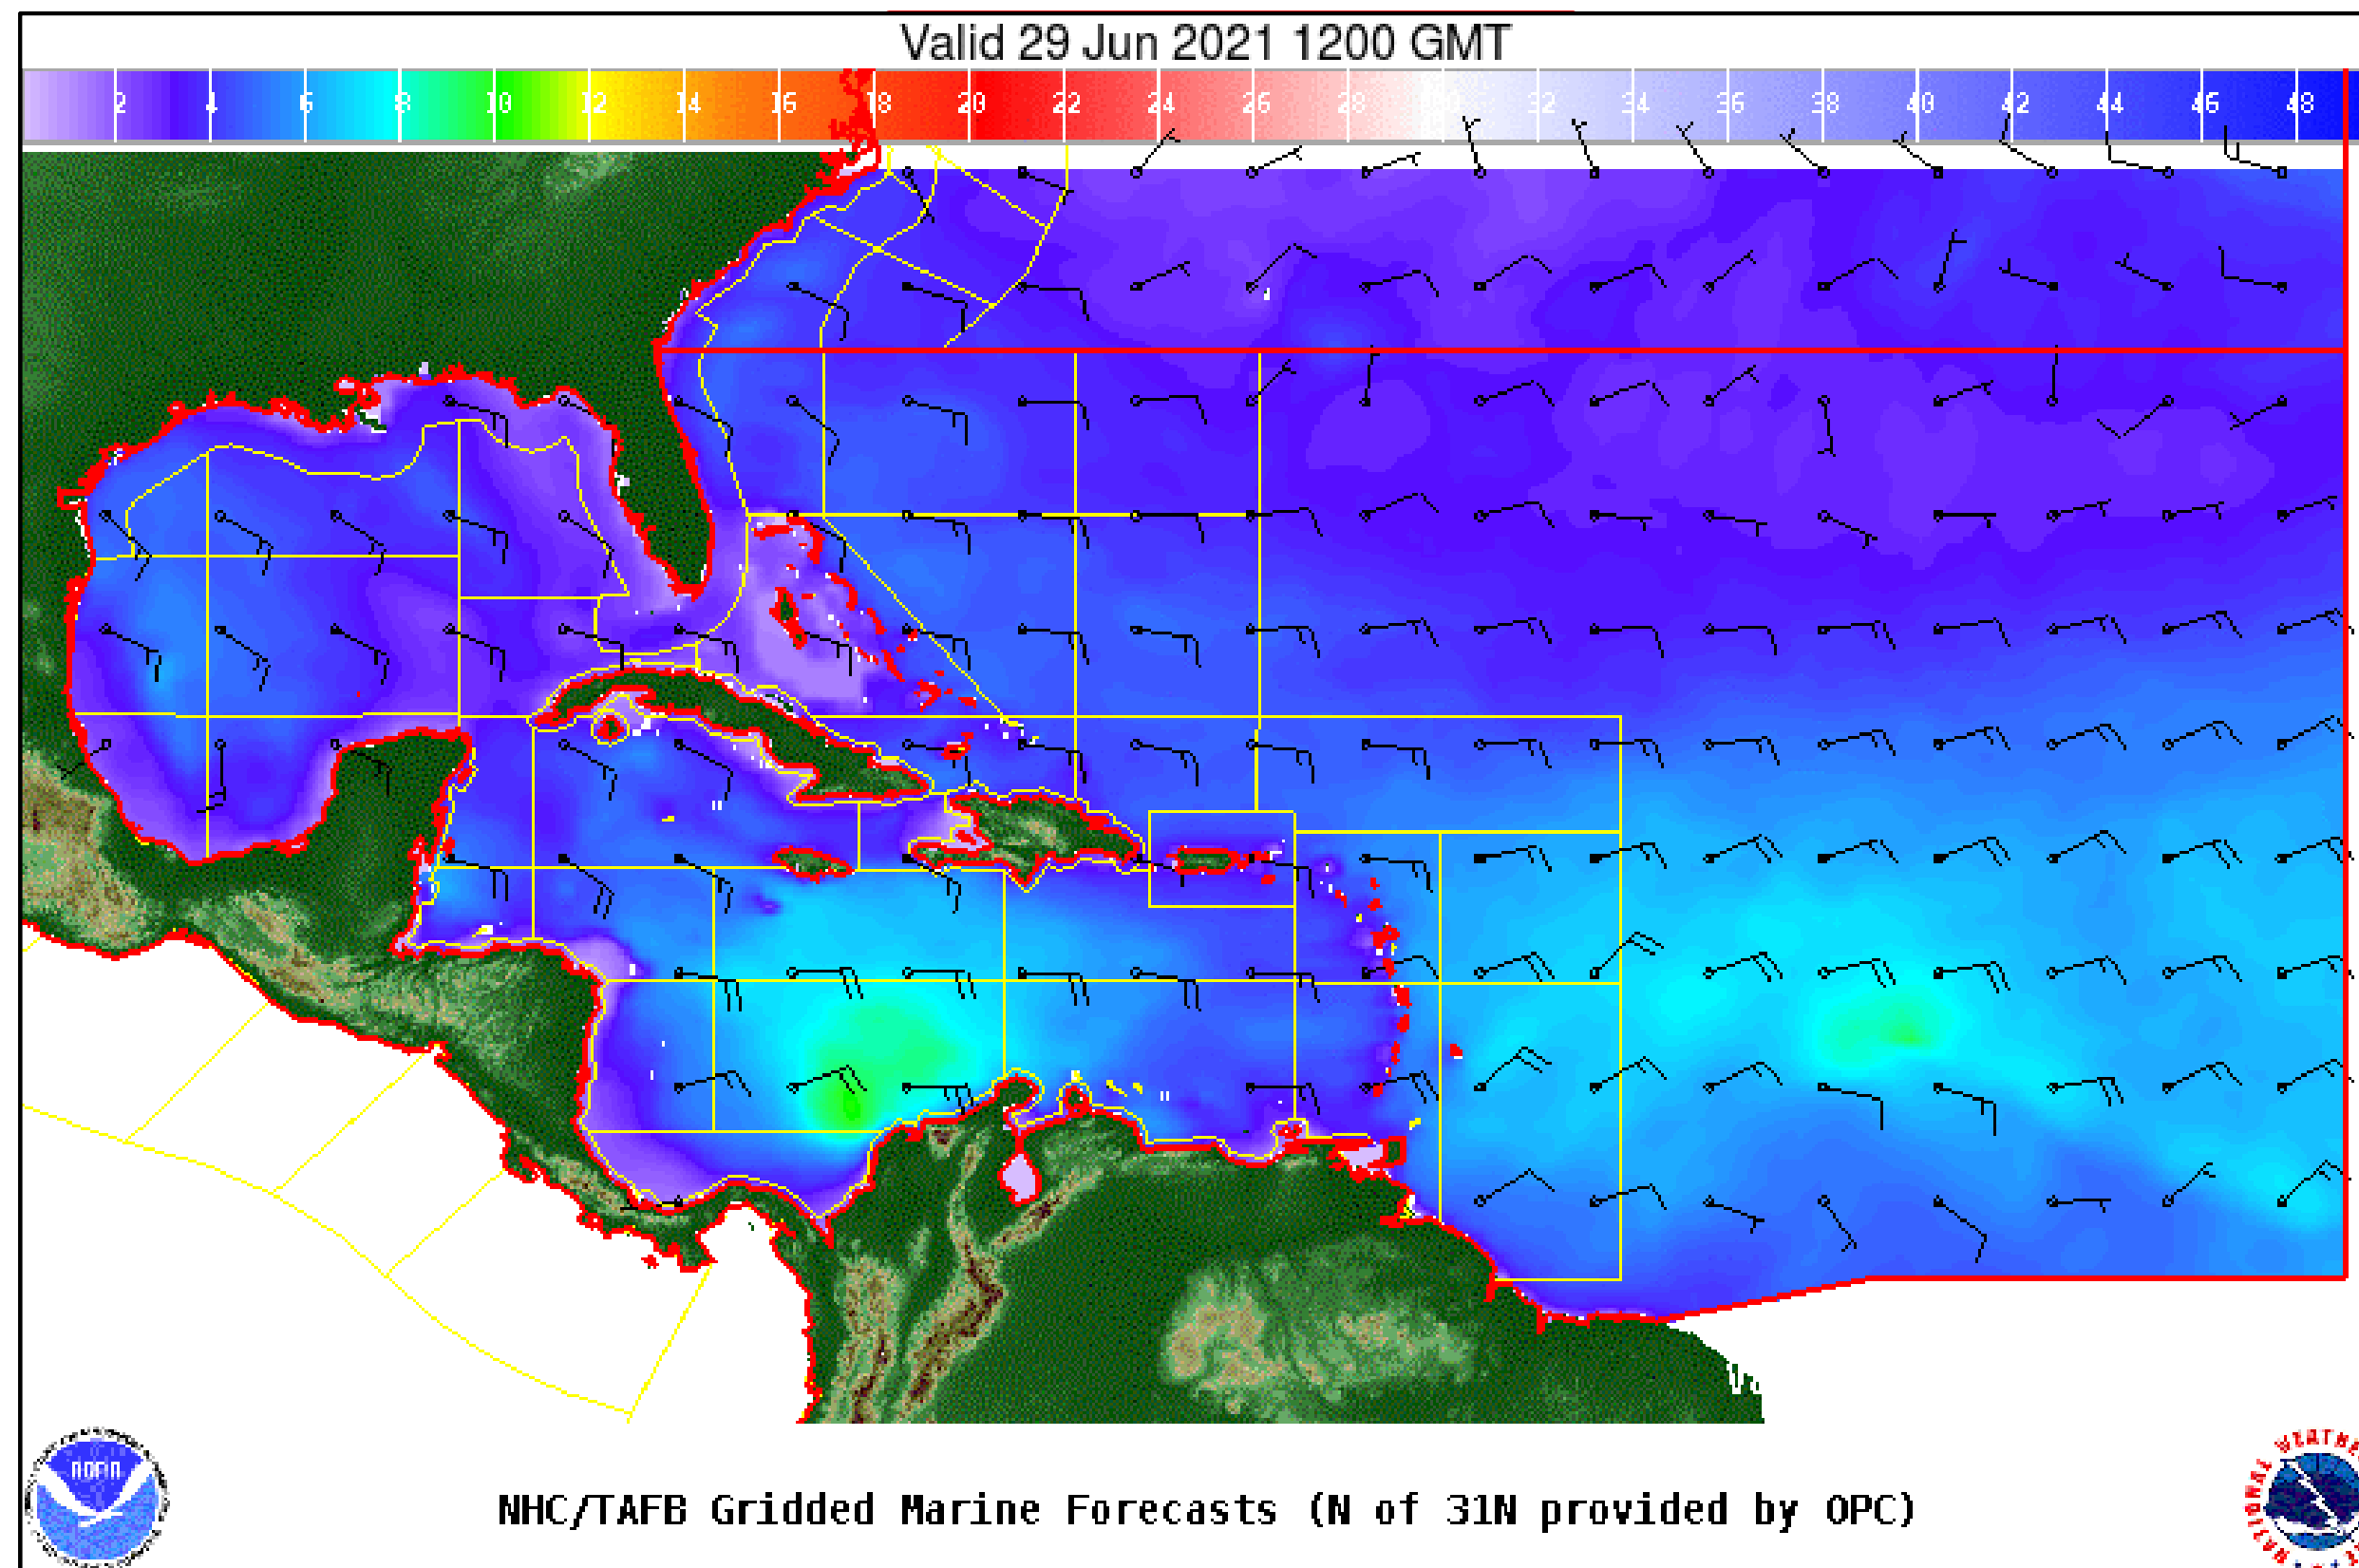 Valid 29 Jun 2021 1200 GMT
2 4 6 8 10 12 14 16 18 20 22 24 26 28 30 32 34 36 38 40 42 44 46 48
NOAA
NHC/TAFB Gridded Marine Forecasts (N of 31N provided by OPC)
NATIONAL